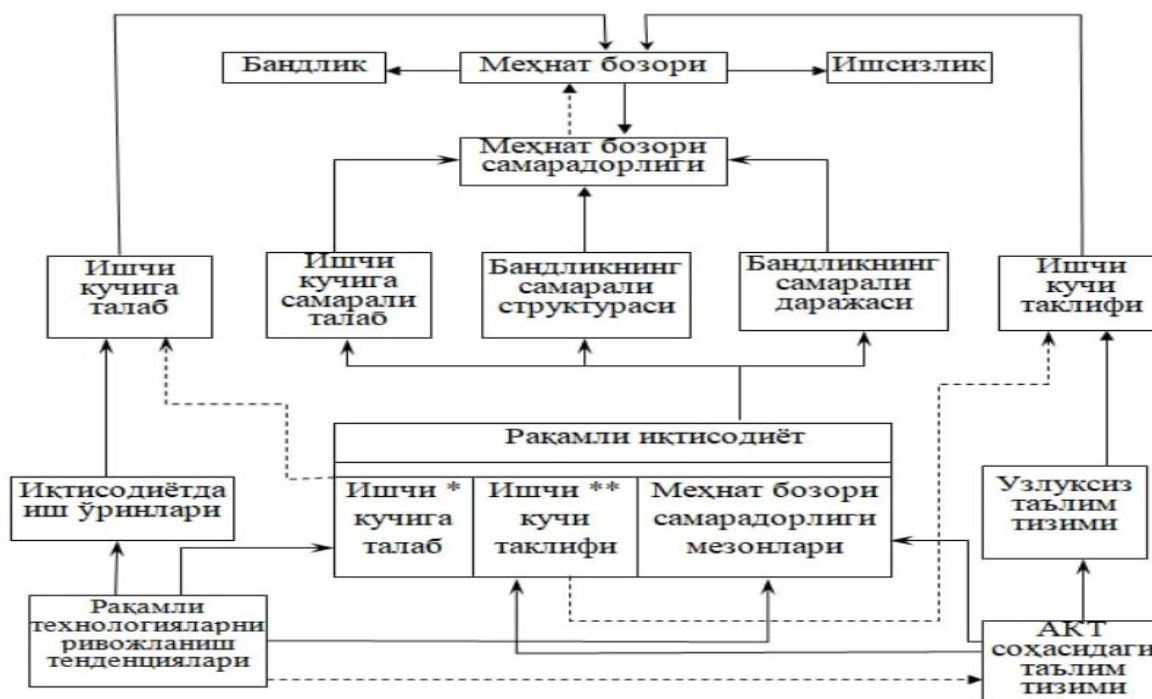 Бандлик
Меҳнат бозори
Ишсизлик
Меҳнат бозори
самарадорлиги
Ишчи
кучига
талаб
Ишчи
кучига
самарали
талаб
Бандликнинг
самарали
структураси
Бандликнинг
самарали
даражаси
Ишчи
кучи
таклифи
Рақамли иқтисодиёт
Ишчи *
кучига
талаб
Ишчи **
кучи
таклифи
Меҳнат бозори
самарадорлиги
мезонлари
Иқтисодиётда
иш ўринлари
Узлуксиз
таълим
тизими
Рақамли
технологияларни
ривожланиш
тенденциялари
АКТ
соҳасидаги
таълим
тизими